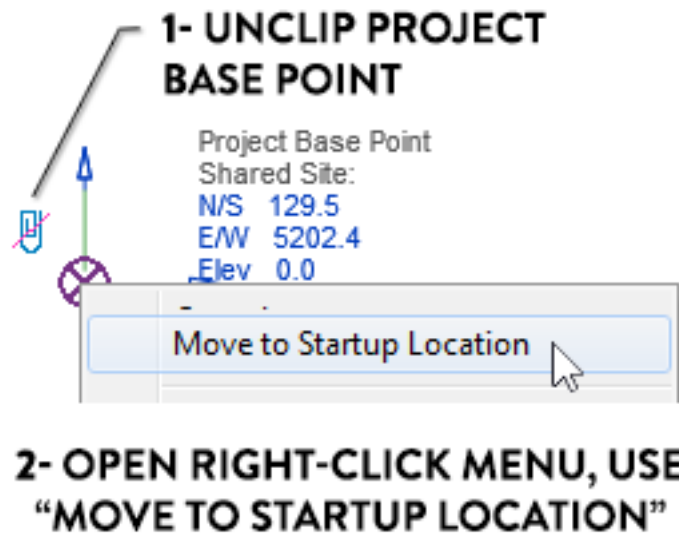 1- UNCLIP PROJECT
BASE POINT
Project Base Point
Shared Site:
N/S 129.5
E/W 5202.4
Elev 0.0
Move to Startup Location
2- OPEN RIGHT-CLICK MENU, USE
“MOVE TO STARTUP LOCATION”